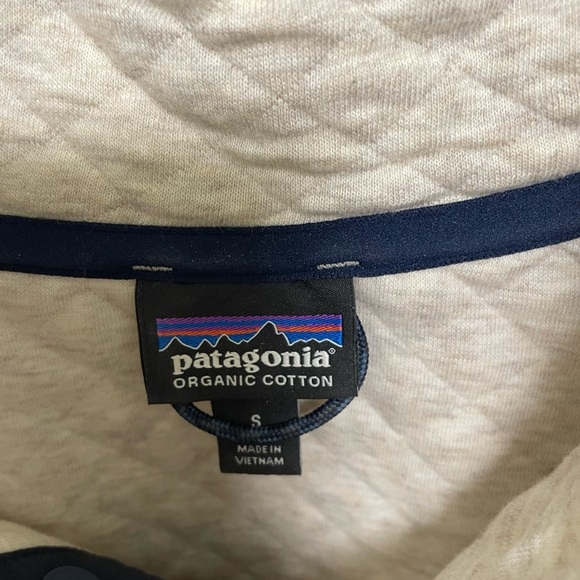 patagonia®
ORGANIC COTTON
S
MADE IN
VIETNAM